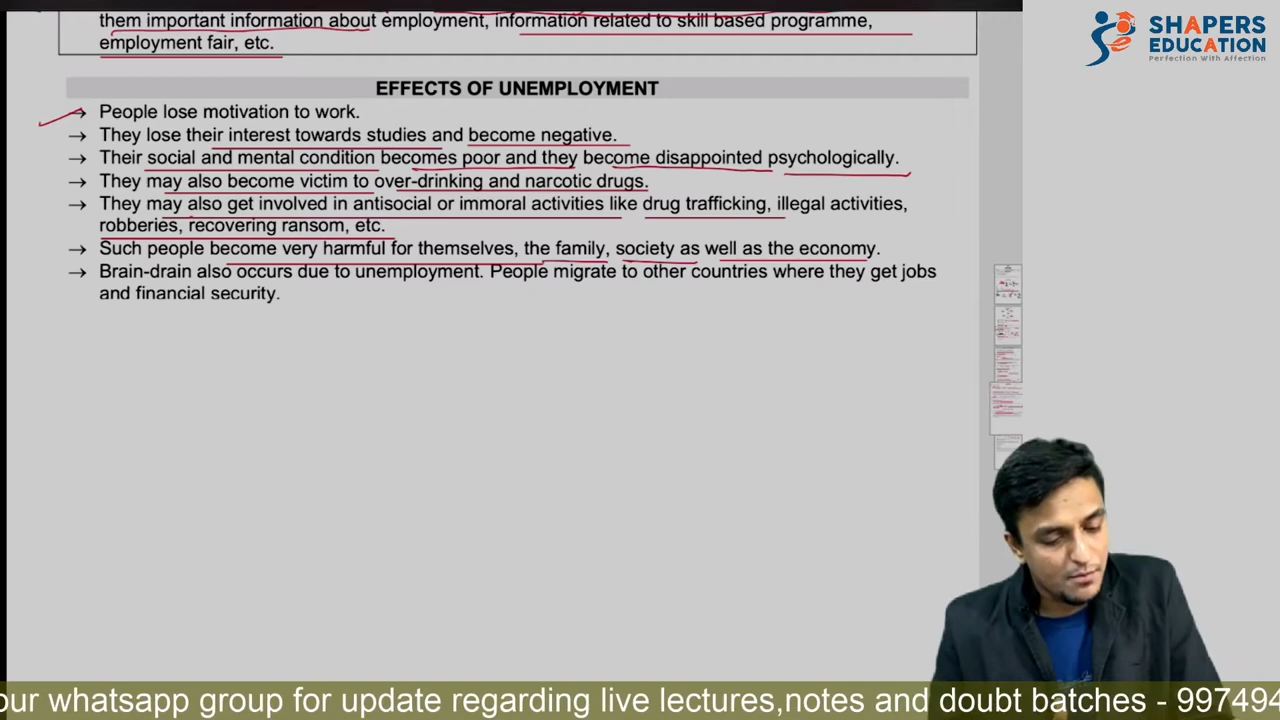 them important information about employment, information related to skill based programme,
employment fair, etc.
SHAPERS
EDUCATION
Perfection With Affection
EFFECTS OF UNEMPLOYMENT
→ People lose motivation to work.
→ They lose their interest towards studies and become negative.
→ Their social and mental condition becomes poor and they become disappointed psychologically.
→ They may also become victim to over-drinking and narcotic drugs.
→ They may also get involved in antisocial or immoral activities like drug trafficking, illegal activities,
robberies, recovering ransom, etc.
→ Such people become very harmful for themselves, the family, society as well as the economy.
→ Brain-drain also occurs due to unemployment. People migrate to other countries where they get jobs
and financial security.
our whatsapp group for update regarding live lectures,notes and doubt batches - 997494